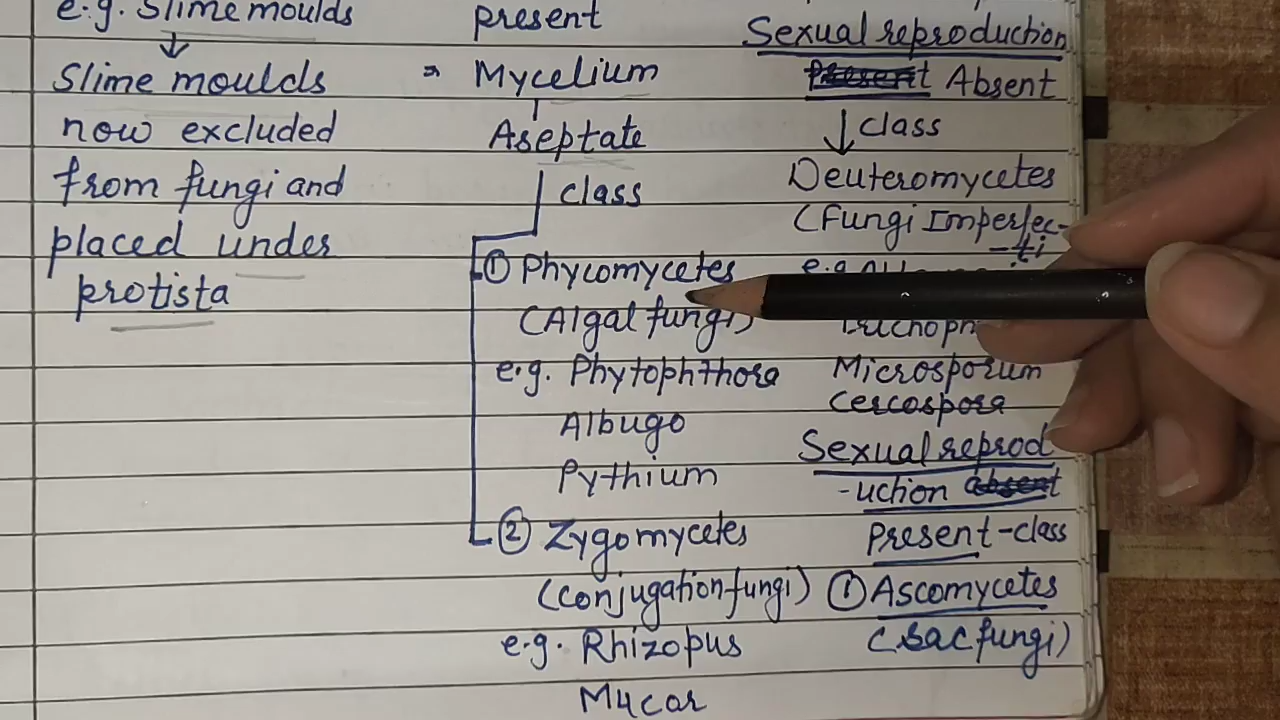 e.g. Slime moulds
Slime moulds
now excluded
from fungi and
placed under
protista
present
Mycelium
Aseptate
class
① Phycomycetes
(Algal fungi)
e.g. Phytophthora
Albugo
Pythium
② Zygomycetes
(conjugation fungi)
e.g. Rhizopus
Mucor
Sexual reproduction
Present Absent
class
Deuteromycetes
(Fungi Imperfec-
-ti
e.g.
Microsporum
Cercospora
Sexual reprod
-uction absent
Present-class
① Ascomycetes
(sac fungi)